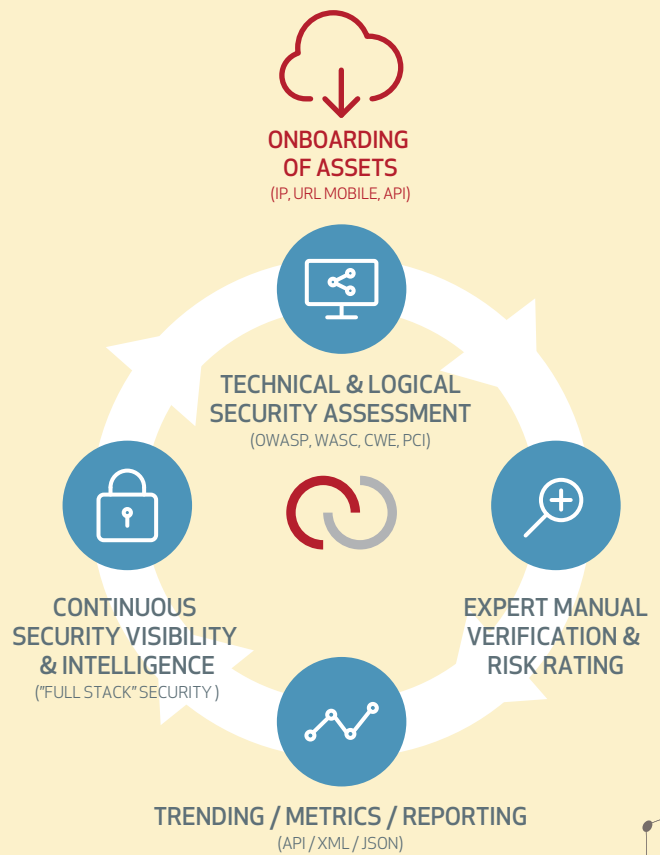 ONBOARDING
OF ASSETS
(IP, URL MOBILE, API)
TECHNICAL & LOGICAL
SECURITY ASSESSMENT
(OWASP, WASC, CWE, PCI)
EXPERT MANUAL
VERIFICATION &
RISK RATING
TRENDING / METRICS / REPORTING
(API / XML / JSON)
CONTINUOUS
SECURITY VISIBILITY
& INTELLIGENCE
("FULL STACK" SECURITY )